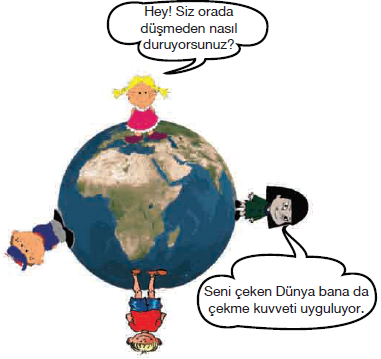 Hey! Siz orada
düşmeden nasıl
duruyorsunuz?
Seni çeken Dünya bana da
çekme kuvveti uyguluyor.